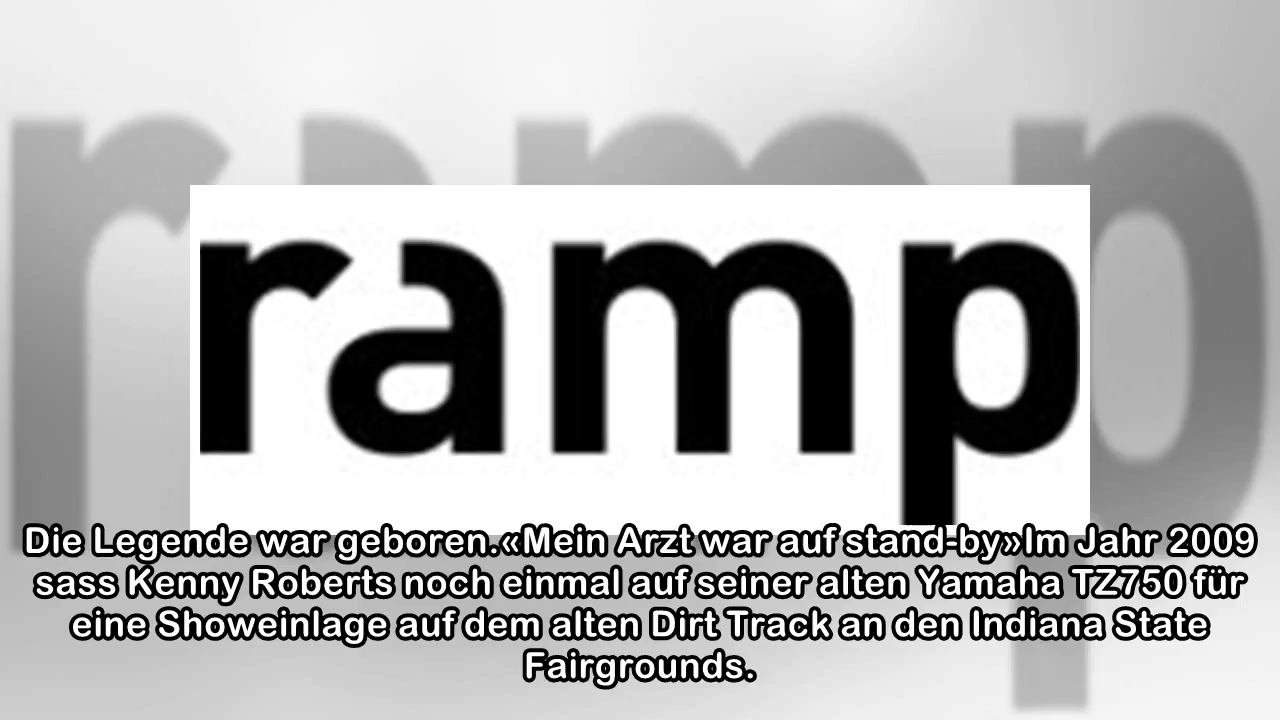 ramp
Die Legende war geboren.«Mein Arzt war auf stand-by»Im Jahr 2009
sass Kenny Roberts noch einmal auf seiner alten Yamaha TZ750 für
eine Showeinlage auf dem alten Dirt Track an den Indiana State
Fairgrounds.